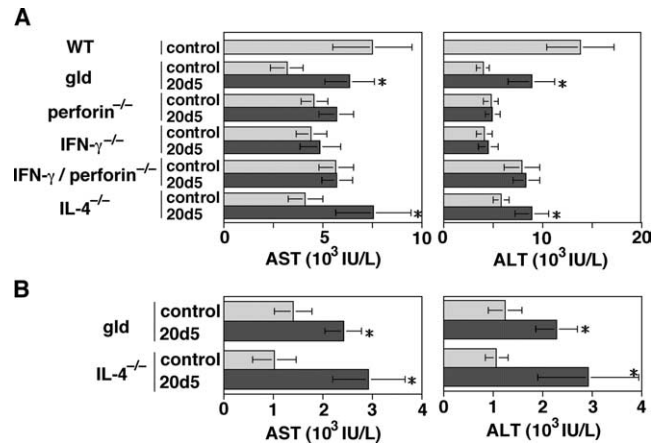 A
WT control
gld control
20d5 * *
perforin−/− control
20d5
IFN-γ−/− control
20d5
IFN-γ / perforin−/− control
20d5
IL-4−/− control
20d5 * *
0 5 10 0 10 20
AST (10³ IU/L) ALT (10³ IU/L)
B
gld control
20d5 * *
IL-4−/− control
20d5 * *
0 1 2 3 4 0 1 2 3 4
AST (10³ IU/L) ALT (10³ IU/L)